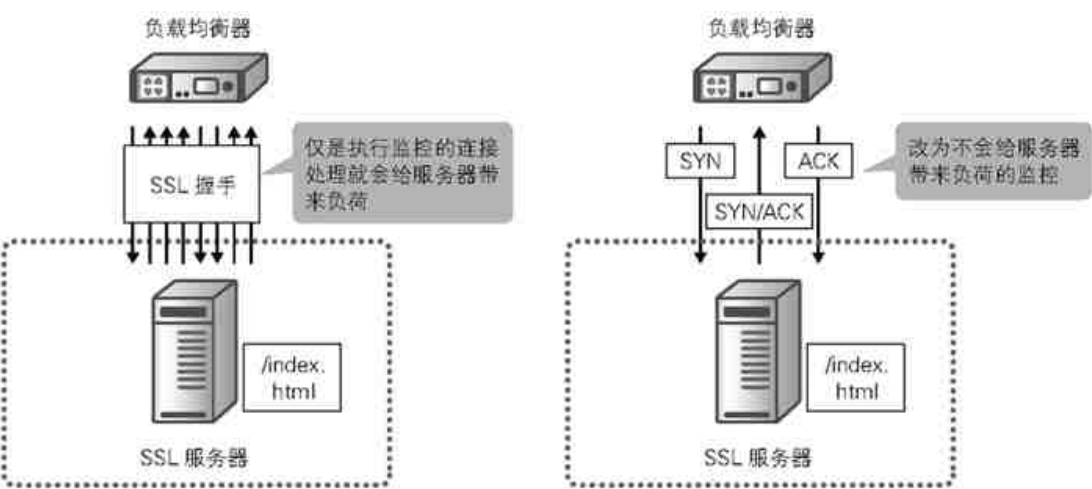 负载均衡器
SSL 握手
仅是执行监控的连接
处理就会给服务器带
来负荷
/index.
html
SSL 服务器
负载均衡器
SYN
ACK
SYN/ACK
改为不会给服务器
带来负荷的监控
/index.
html
SSL 服务器